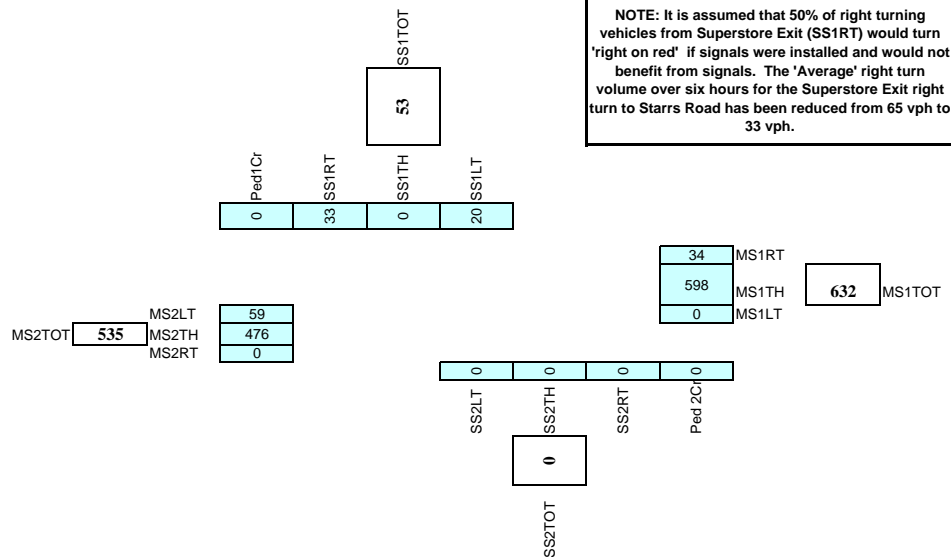 NOTE: It is assumed that 50% of right turning
vehicles from Superstore Exit (SS1RT) would turn
'right on red' if signals were installed and would not
benefit from signals. The 'Average' right turn
volume over six hours for the Superstore Exit right
turn to Starrs Road has been reduced from 65 vph to
33 vph.
SS1TOT
53
Ped1Cr
SS1RT
SS1TH
SS1LT
0
33
0
20
34 MS1RT
598 MS1TH 632 MS1TOT
0 MS1LT
MS2LT 59
MS2TOT 535 MS2TH 476
MS2RT 0
0
0
0
0
SS2LT
SS2TH
SS2RT
Ped 2Cr
0
SS2TOT